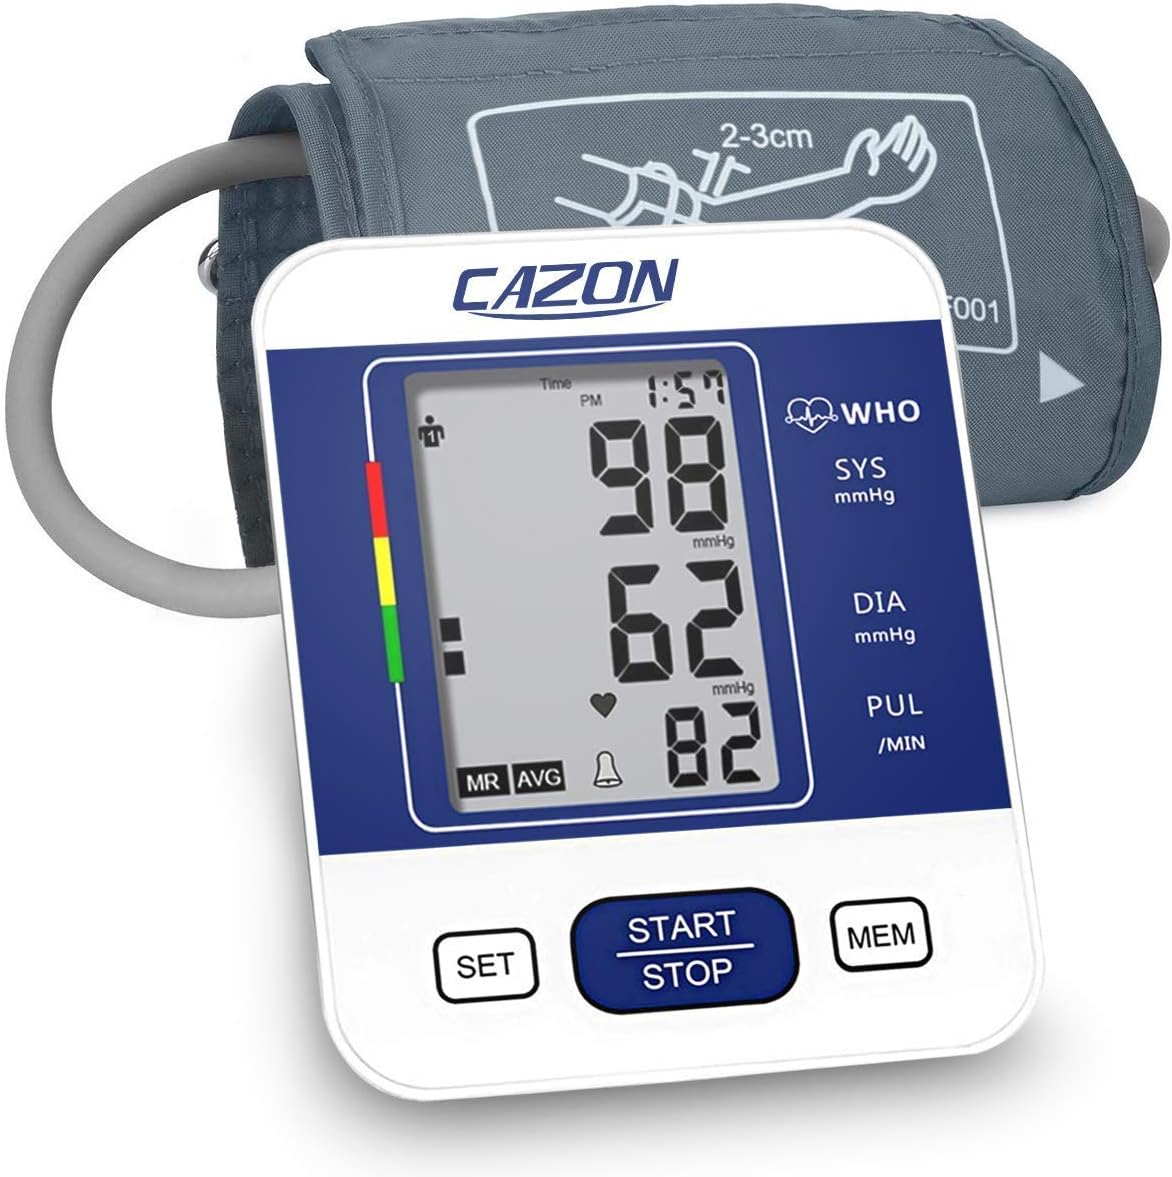 2-3cm
F001
CAZON
Time
PM
1:57
1
98
mmHg
62
mmHg
82
MR AVG
WHO
SYS
mmHg
DIA
mmHg
PUL
/MIN
SET
START
STOP
MEM